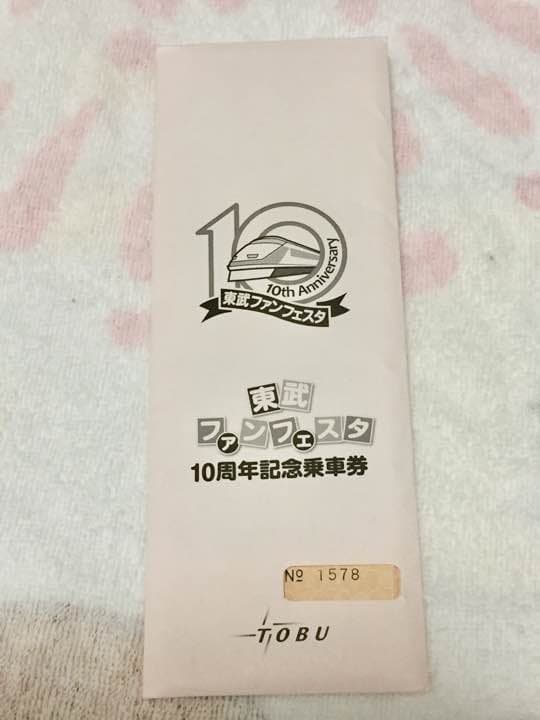 10
10th Anniversary
東武ファンフェスタ
東武
ファンフェスタ
10周年記念乗車券
№ 1578
TOBU